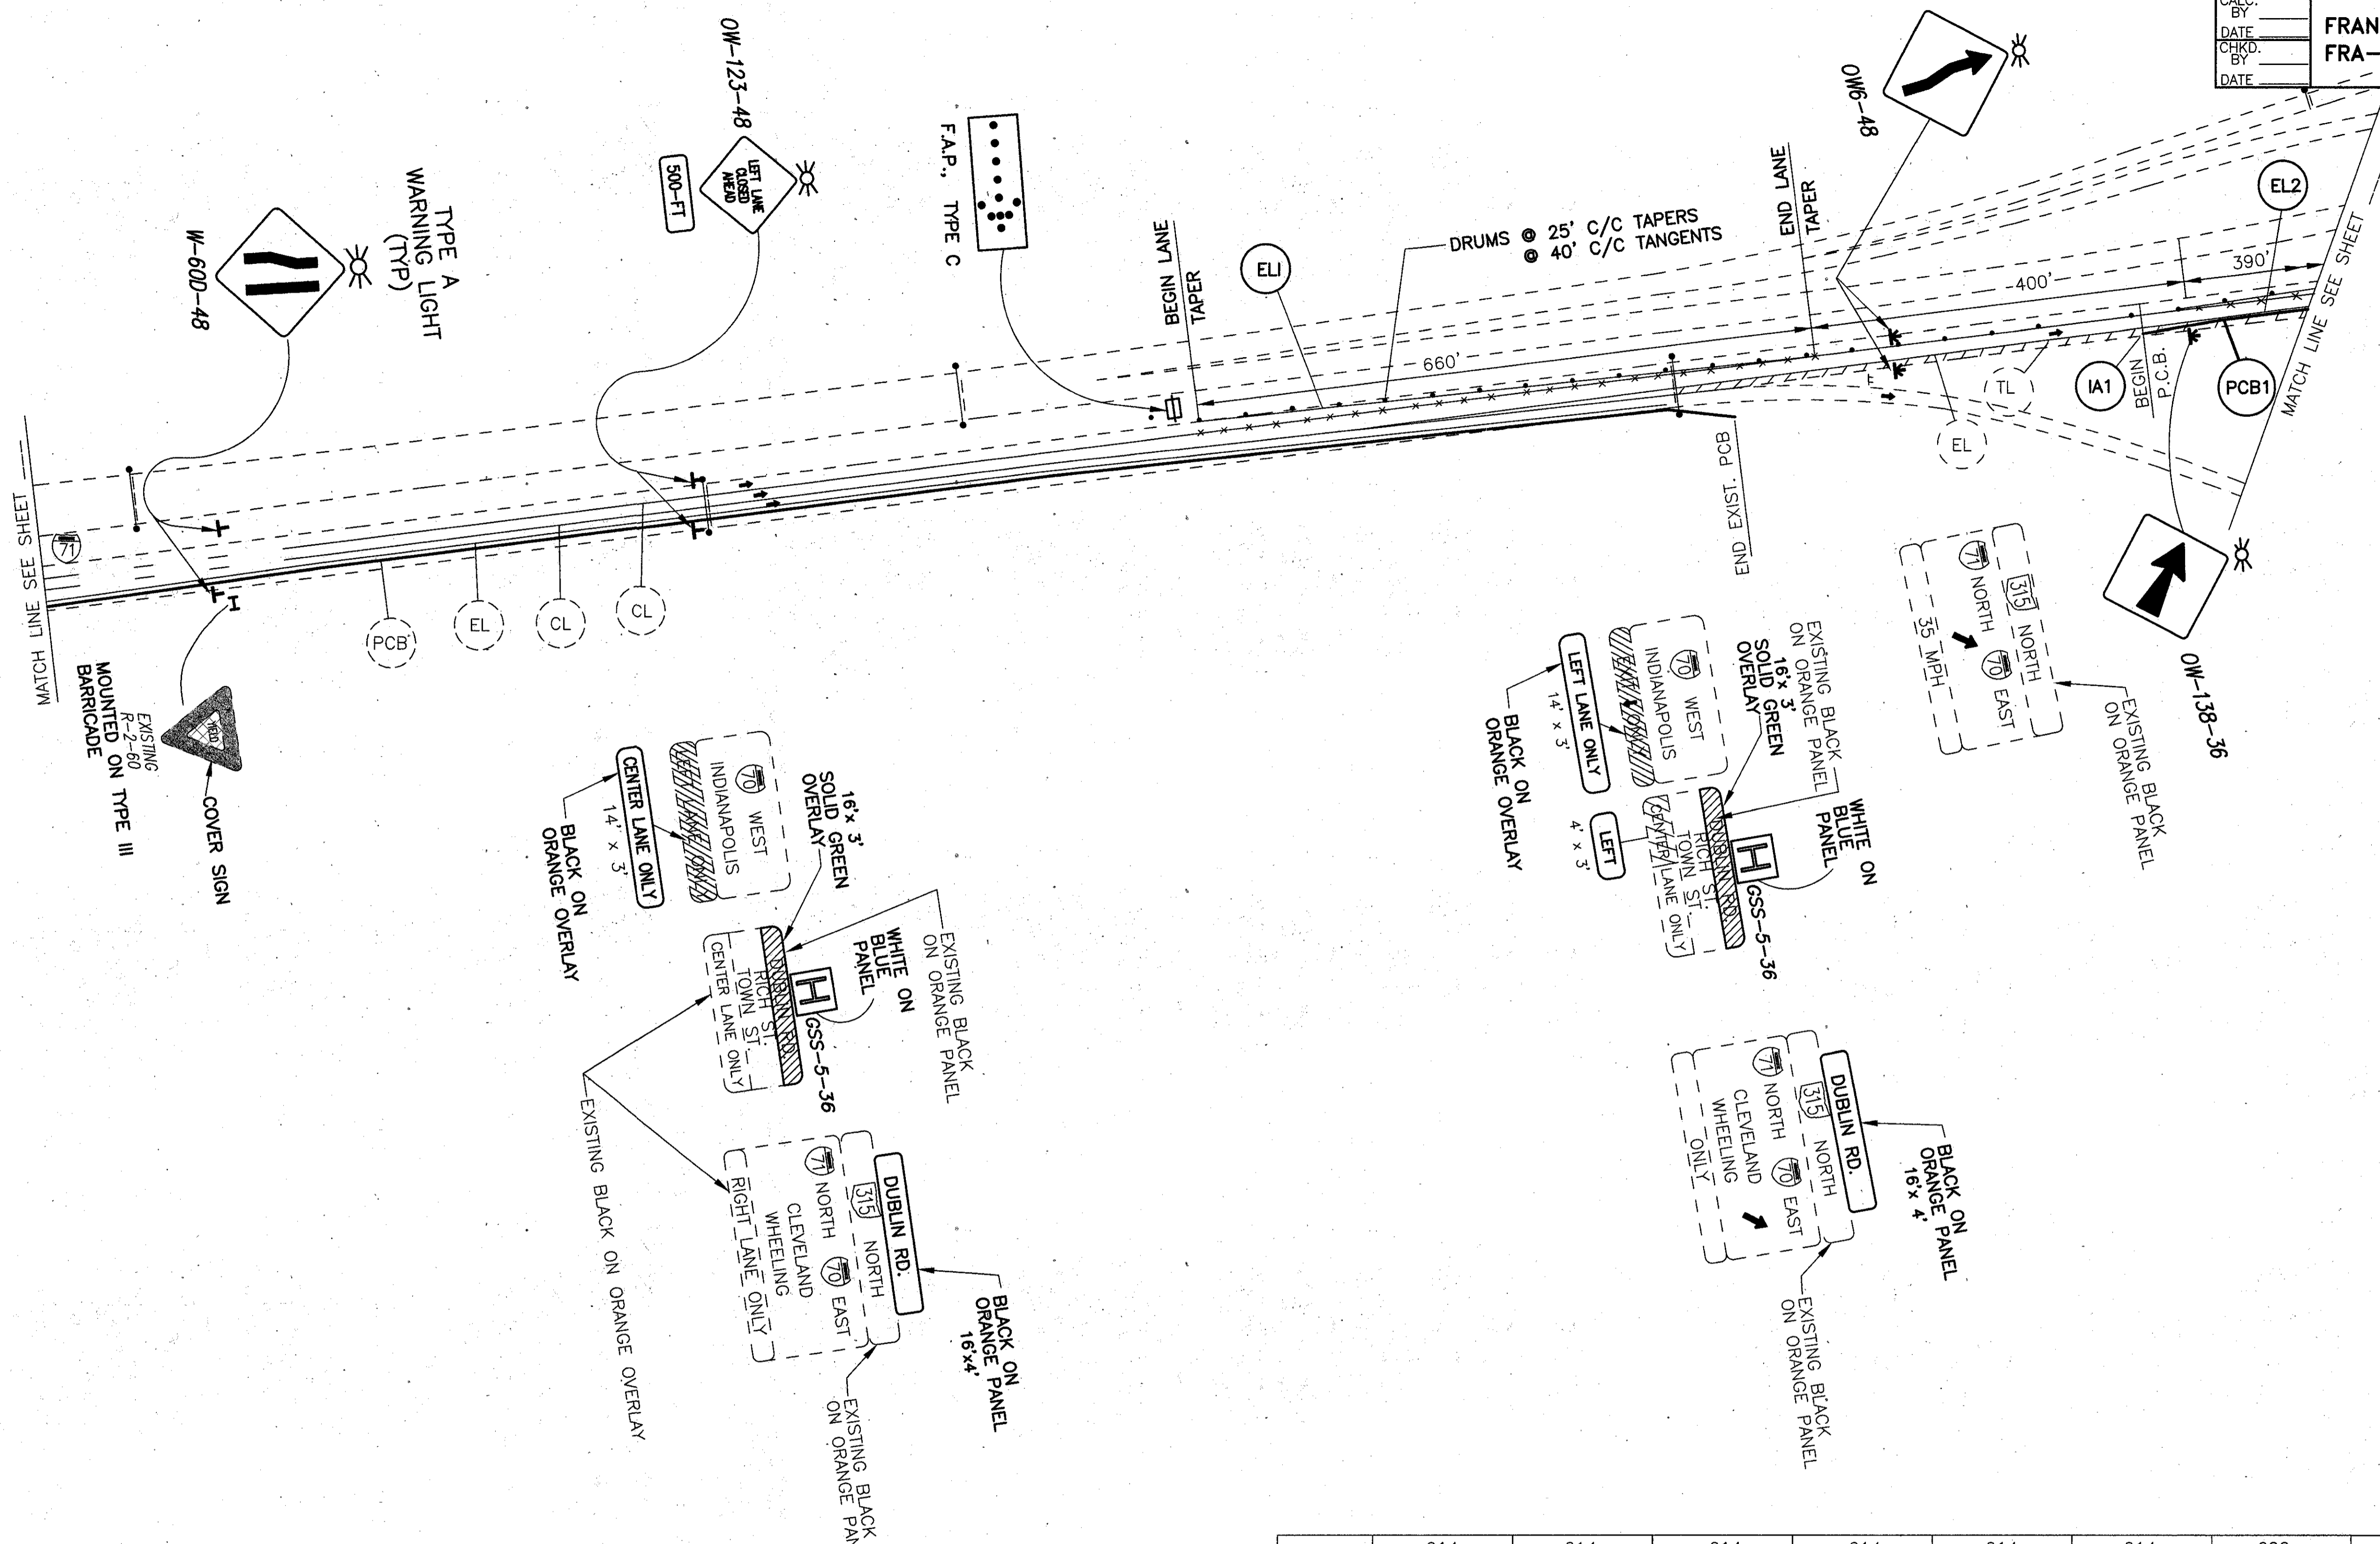 CALC.
BY
DATE
CHKD.
BY
DATE
FRAN
FRA-
OW-123-48
LEFT LANE
CLOSED
AHEAD
500-FT
F.A.P., TYPE C
OW6-48
TYPE A
WARNING LIGHT
(TYP)
W-60D-48
BEGIN LANE
TAPER
EL1
DRUMS @ 25' C/C TAPERS
@ 40' C/C TANGENTS
END LANE
TAPER
EL2
390'
400'
660'
MATCH LINE SEE SHEET
IA1
BEGIN
P.C.B.
PCB1
TL
EL
END EXIST. PCB
MATCH LINE SEE SHEET
71
PCB
EL
CL
CL
EXISTING
R-2-60
MOUNTED ON TYPE III
BARRICADE
YIELD
COVER SIGN
OW-138-36
315 NORTH
71 NORTH 70 EAST
35 MPH
EXISTING BLACK
ON ORANGE PANEL
EXISTING BLACK
ON ORANGE PANEL
16'x 3'
SOLID GREEN
OVERLAY
70 WEST
INDIANAPOLIS
EXIT ONLY
LEFT LANE ONLY
14' x 3'
BLACK ON
ORANGE OVERLAY
WHITE ON
BLUE
PANEL
H
GSS-5-36
DUBLIN RD.
RICH ST.
TOWN ST.
CENTER LANE ONLY
LEFT
4' x 3'
16'x 3'
SOLID GREEN
OVERLAY
70 WEST
INDIANAPOLIS
LEFT LANE ONLY
CENTER LANE ONLY
14' x 3'
BLACK ON
ORANGE OVERLAY
EXISTING BLACK
ON ORANGE PANEL
WHITE ON
BLUE
PANEL
H
GSS-5-36
DUBLIN RD.
RICH ST.
TOWN ST.
CENTER LANE ONLY
DUBLIN RD.
315 NORTH
71 NORTH 70 EAST
CLEVELAND
WHEELING
RIGHT LANE ONLY
EXISTING BLACK ON ORANGE OVERLAY
BLACK ON
ORANGE PANEL
16'x4'
EXISTING BLACK
ON ORANGE PAN
DUBLIN RD.
315 NORTH
71 NORTH 70 EAST
CLEVELAND
WHEELING
ONLY
BLACK ON
ORANGE PANEL
16'x 4'
EXISTING BLACK
ON ORANGE PANEL